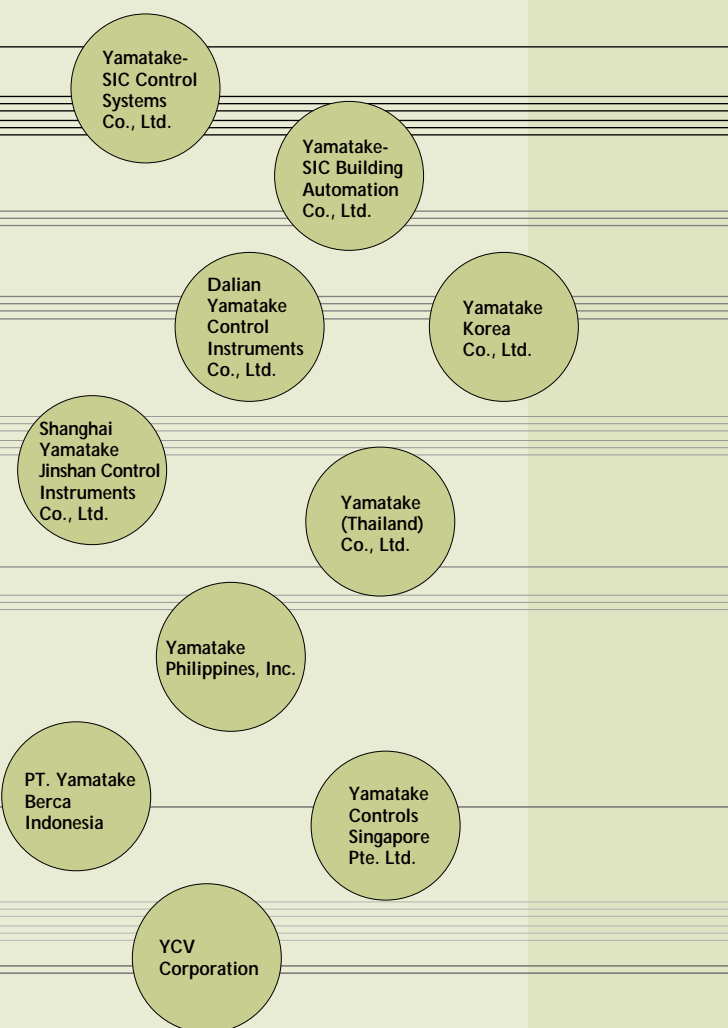 Yamatake-
SIC Control
Systems
Co., Ltd.
Yamatake-
SIC Building
Automation
Co., Ltd.
Dalian
Yamatake
Control
Instruments
Co., Ltd.
Yamatake
Korea
Co., Ltd.
Shanghai
Yamatake
Jinshan Control
Instruments
Co., Ltd.
Yamatake
(Thailand)
Co., Ltd.
Yamatake
Philippines, Inc.
PT. Yamatake
Berca
Indonesia
Yamatake
Controls
Singapore
Pte. Ltd.
YCV
Corporation